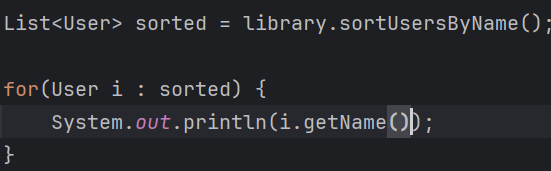 List<User> sorted = library.sortUsersByName();
for(User i : sorted) {
System.out.println(i.getName());
}